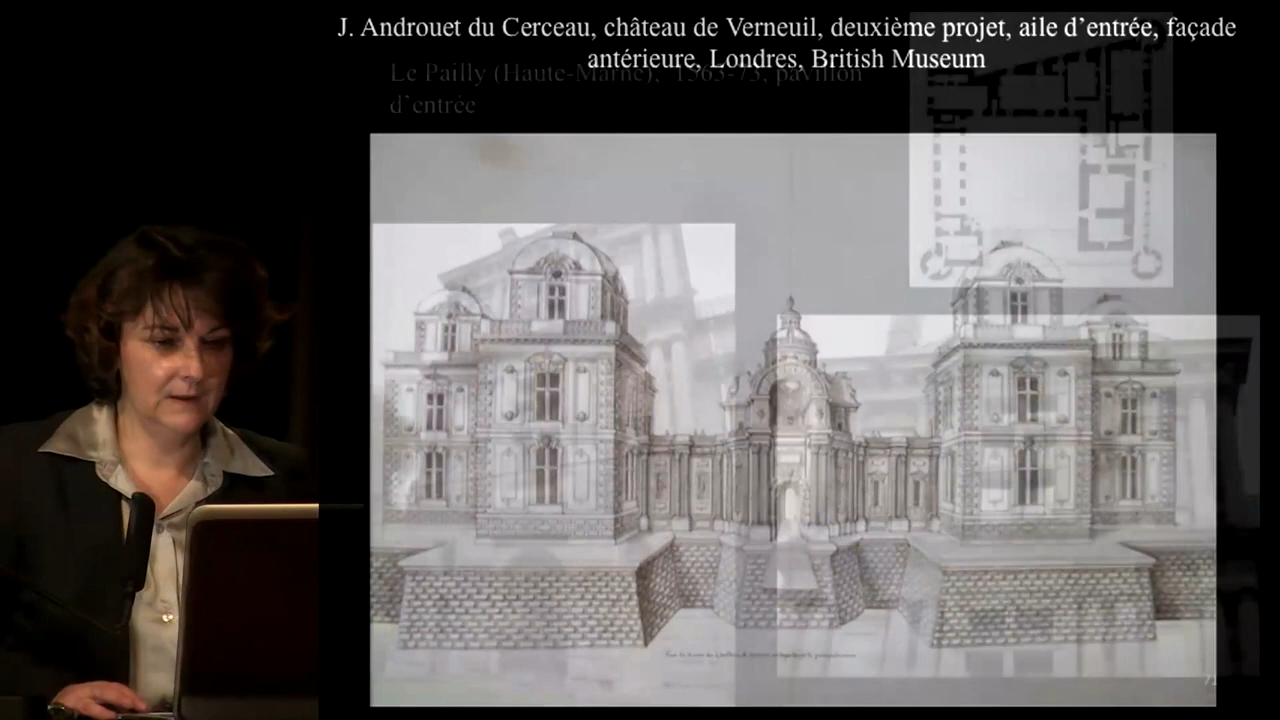 J. Androuet du Cerceau, château de Verneuil, deuxième projet, aile d’entrée, façade
antérieure, Londres, British Museum
Le Pailly (Haute-Marne), 1563-73, pavillon
d’entrée